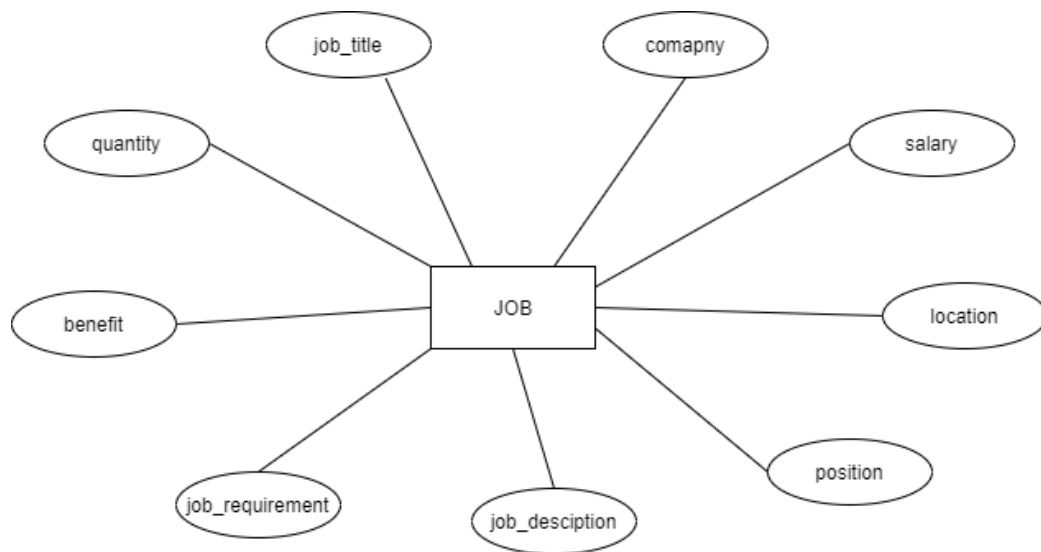 job_title
comapny
quantity
salary
benefit
JOB
location
job_requirement
job_desciption
position